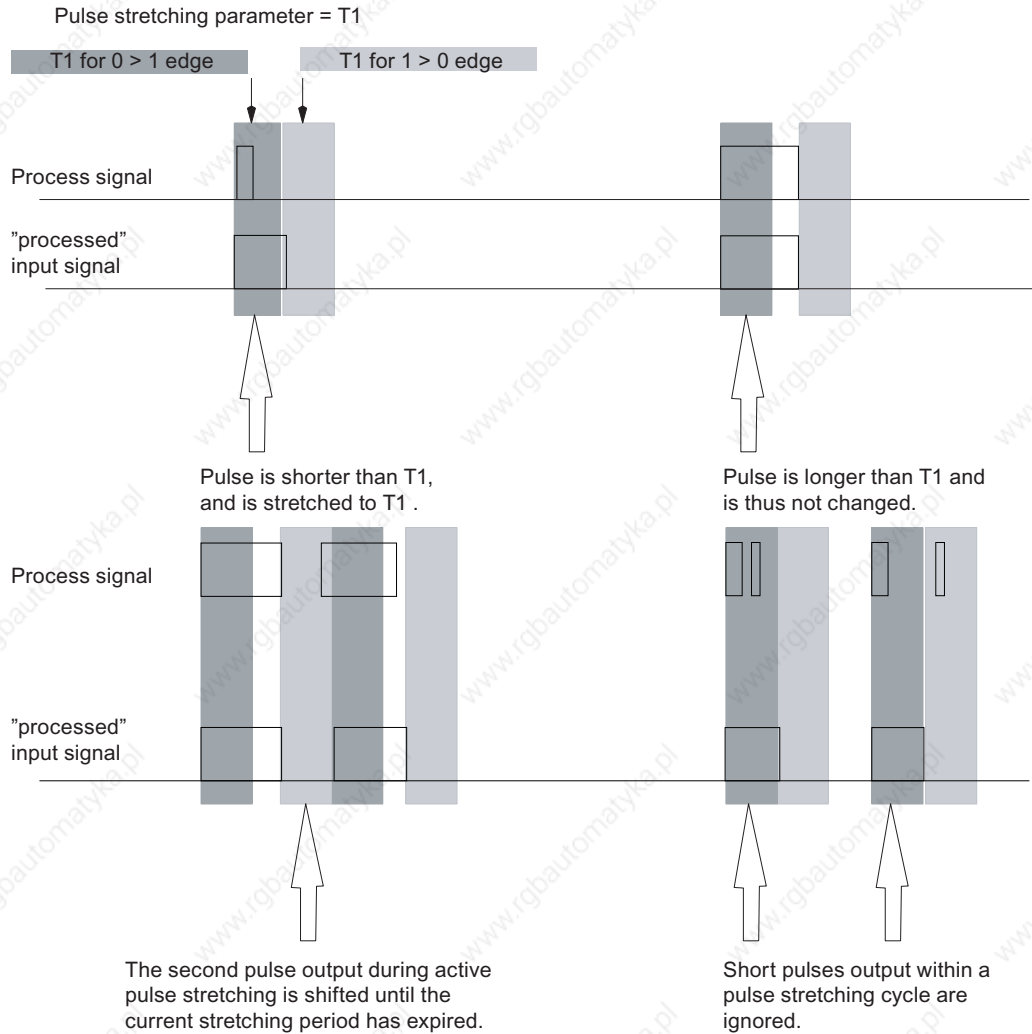 Pulse stretching parameter = T1
T1 for 0 > 1 edge
T1 for 1 > 0 edge
Process signal
”processed”
input signal
Pulse is shorter than T1,
and is stretched to T1 .
Pulse is longer than T1 and
is thus not changed.
Process signal
”processed”
input signal
The second pulse output during active
pulse stretching is shifted until the
current stretching period has expired.
Short pulses output within a
pulse stretching cycle are
ignored.
www.rgbautomatyka.pl